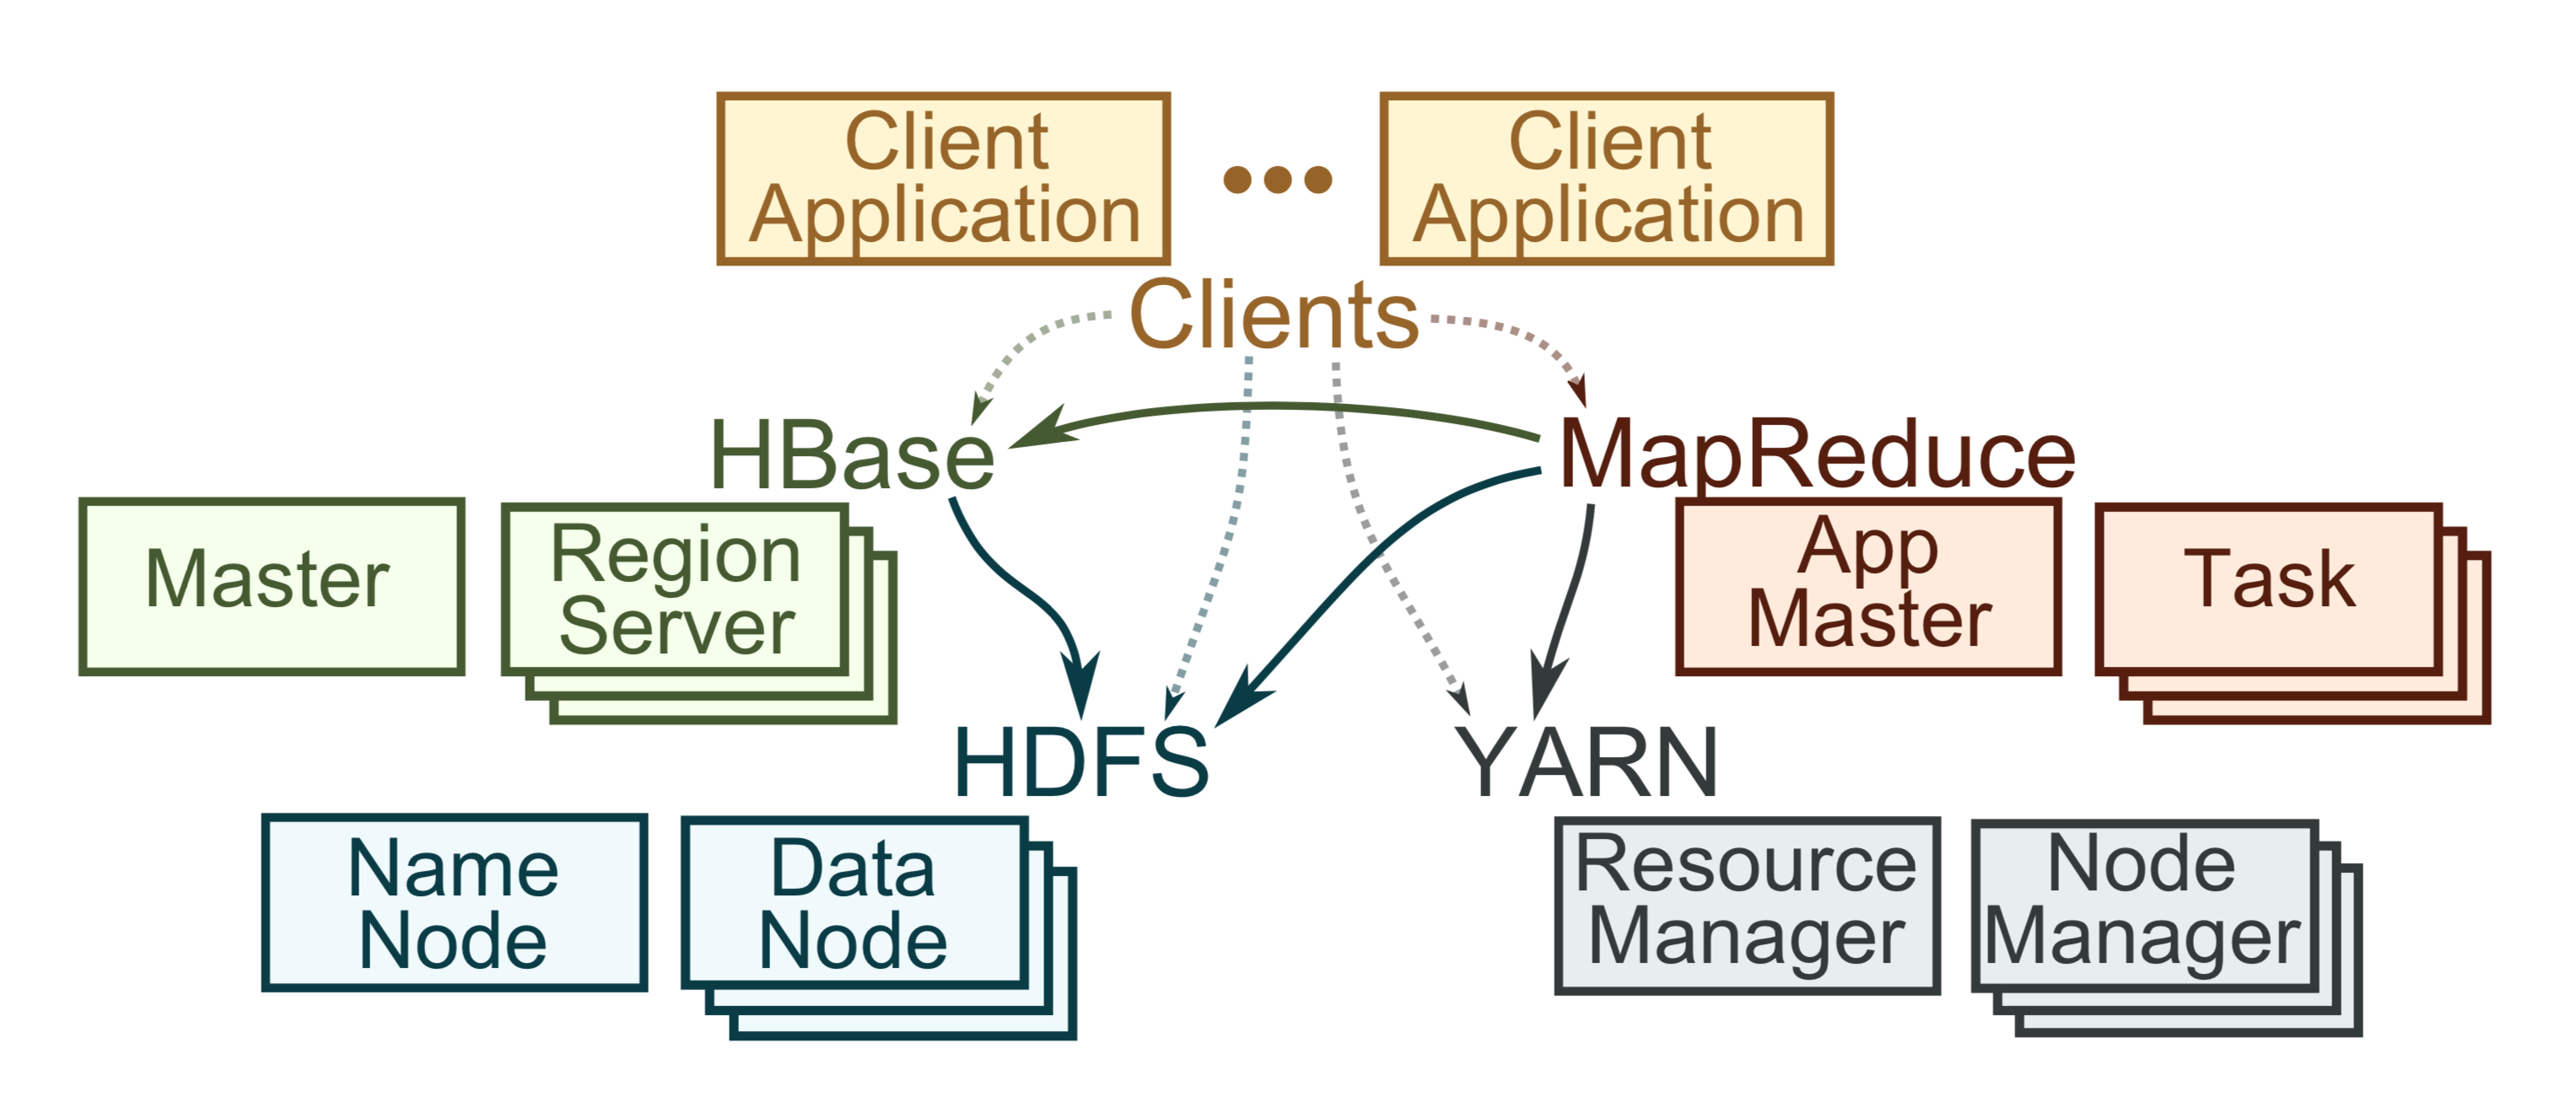 Client
Application
Client
Application
Clients
HBase
MapReduce
Master
Region
Server
App
Master
Task
HDFS
YARN
Name
Node
Data
Node
Resource
Manager
Node
Manager